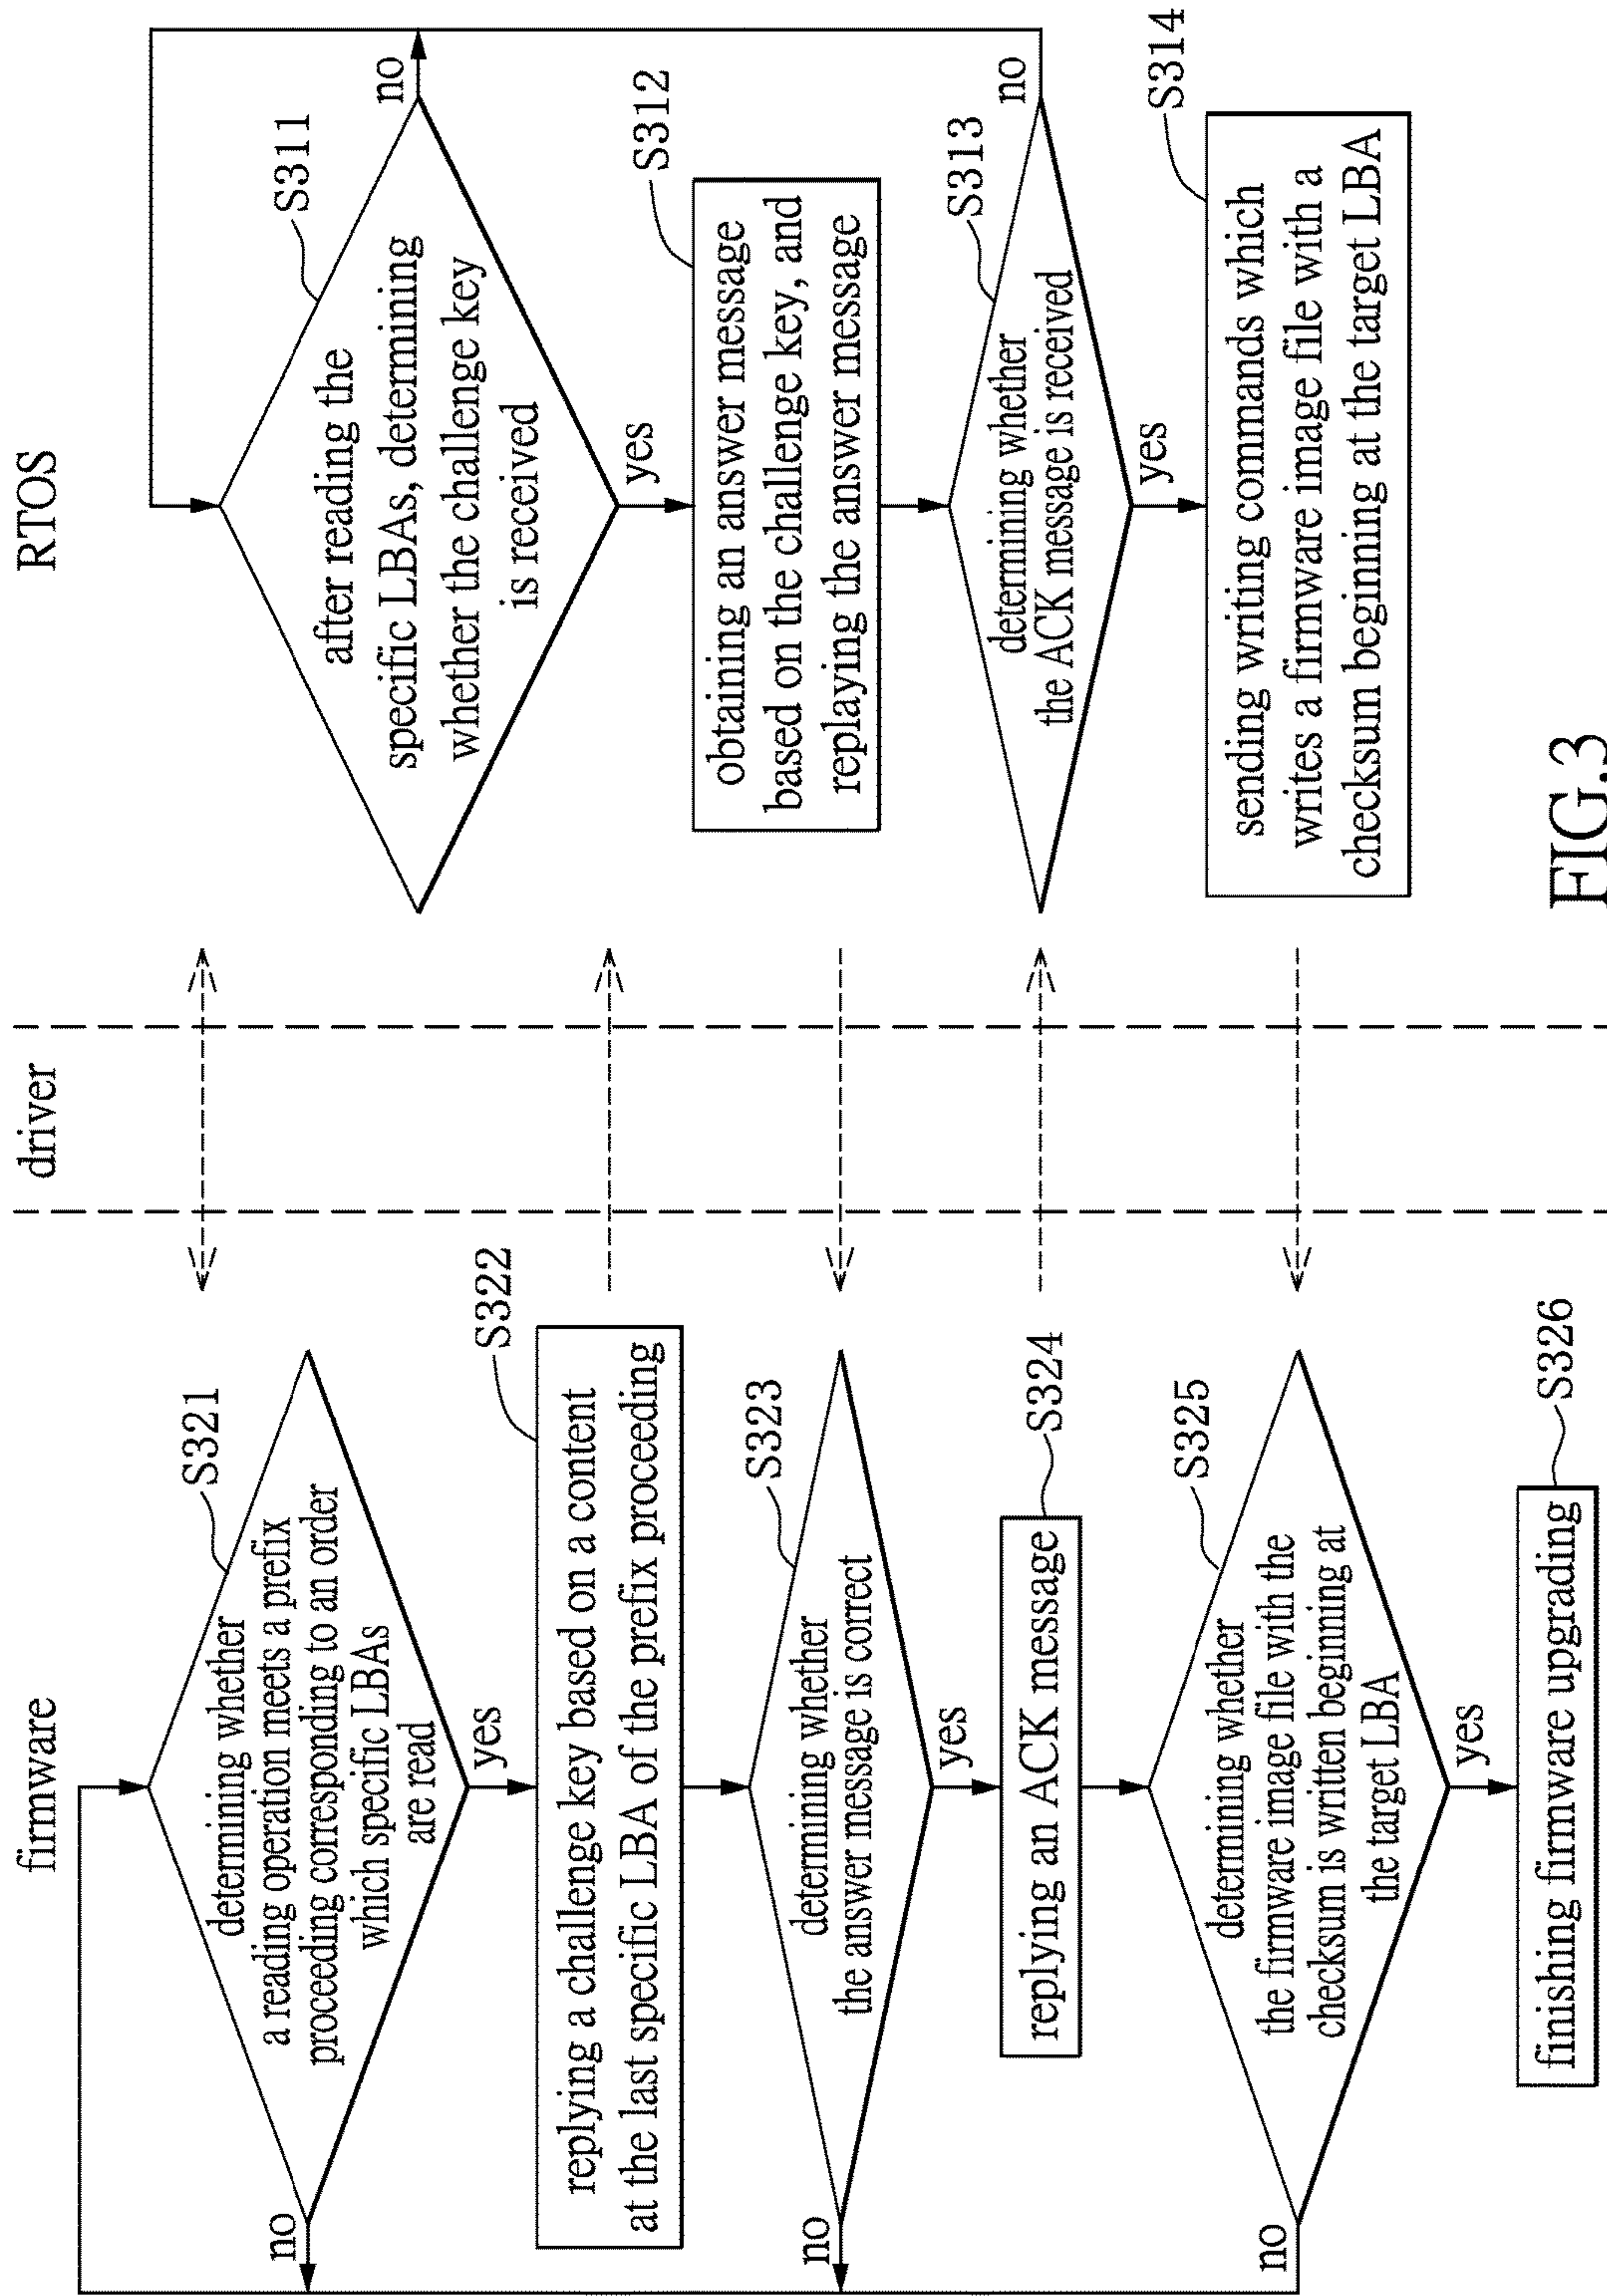 firmware
driver
RTOS
S321
determining whether
a reading operation meets a prefix
proceeding corresponding to an order
which specific LBAs
are read
no
yes
S322
replying a challenge key based on a content
at the last specific LBA of the prefix proceeding
S323
determining whether
the answer message is correct
no
yes
S324
replying an ACK message
S325
determining whether
the firmware image file with the
checksum is written beginning at
the target LBA
no
yes
S326
finishing firmware upgrading
S311
after reading the
specific LBAs, determining
whether the challenge key
is received
no
yes
S312
obtaining an answer message
based on the challenge key, and
replaying the answer message
S313
determining whether
the ACK message is received
no
yes
S314
sending writing commands which
writes a firmware image file with a
checksum beginning at the target LBA
FIG.3